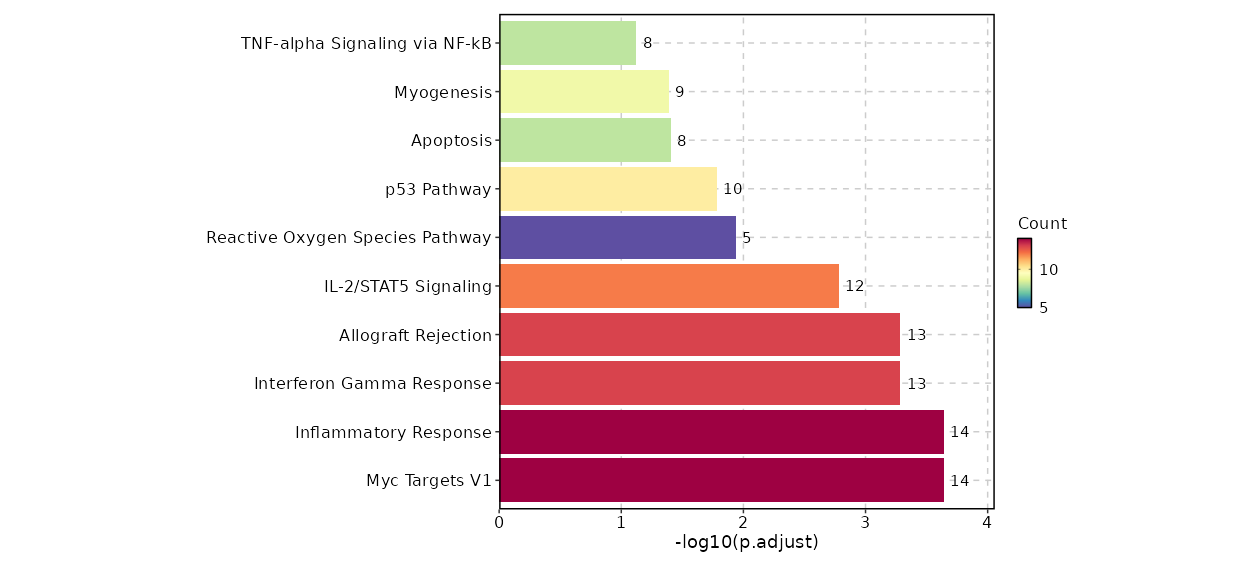 TNF-alpha Signaling via NF-kB 8
Myogenesis 9
Apoptosis 8
p53 Pathway 10
Reactive Oxygen Species Pathway 5
IL-2/STAT5 Signaling 12
Allograft Rejection 13
Interferon Gamma Response 13
Inflammatory Response 14
Myc Targets V1 14
0 1 2 3 4
-log10(p.adjust)
Count
10
5